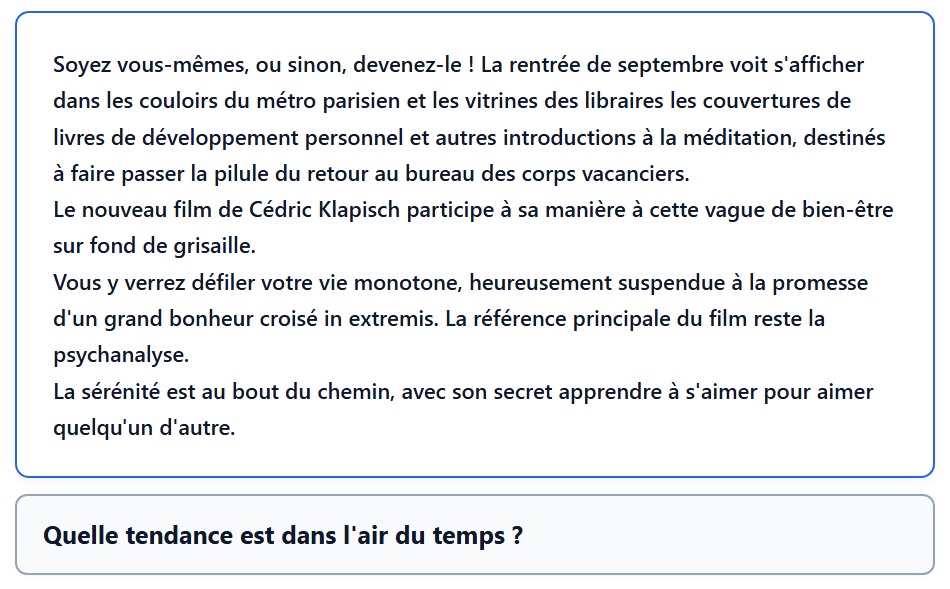 Soyez vous-mêmes, ou sinon, devenez-le ! La rentrée de septembre voit s'afficher
dans les couloirs du métro parisien et les vitrines des libraires les couvertures de
livres de développement personnel et autres introductions à la méditation, destinés
à faire passer la pilule du retour au bureau des corps vacanciers.
Le nouveau film de Cédric Klapisch participe à sa manière à cette vague de bien-être
sur fond de grisaille.
Vous y verrez défiler votre vie monotone, heureusement suspendue à la promesse
d'un grand bonheur croisé in extremis. La référence principale du film reste la
psychanalyse.
La sérénité est au bout du chemin, avec son secret apprendre à s'aimer pour aimer
quelqu'un d'autre.
Quelle tendance est dans l'air du temps ?